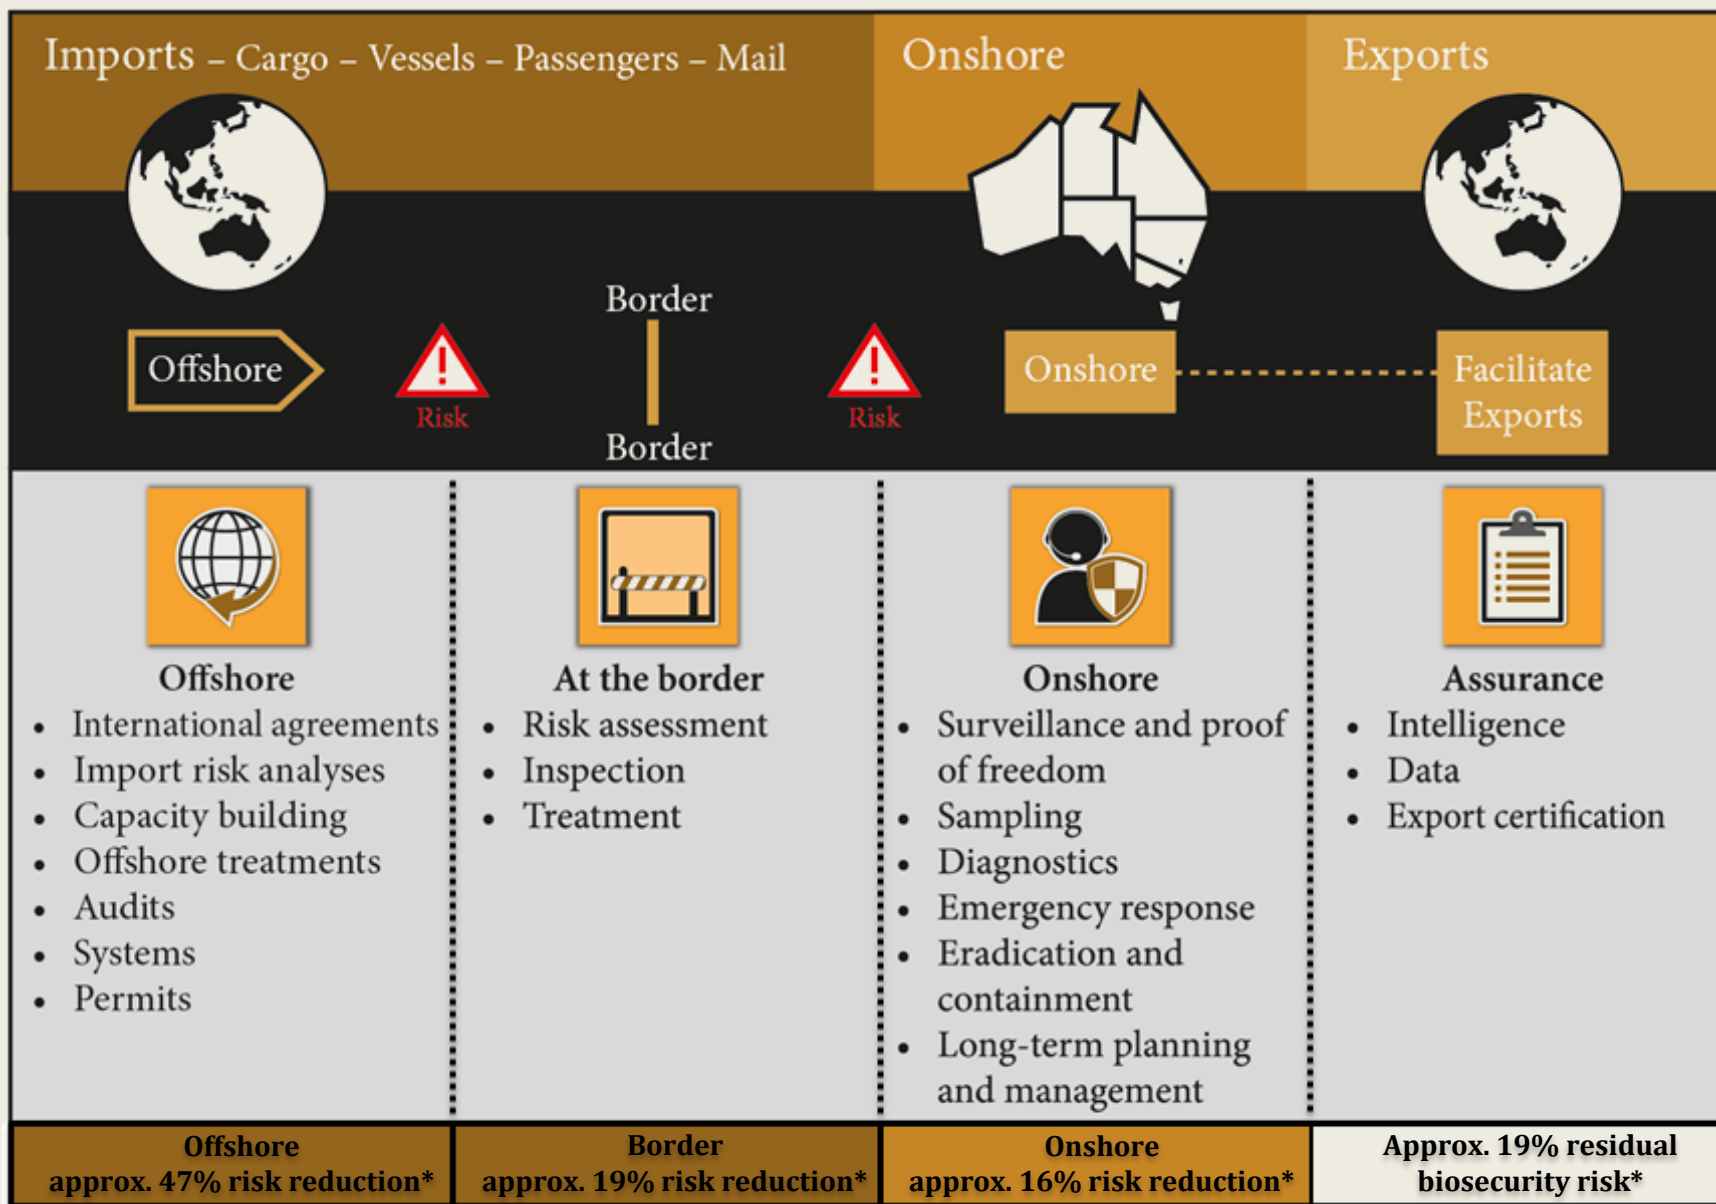 Imports – Cargo – Vessels – Passengers – Mail
Onshore
Exports
Offshore
Risk
Border
Border
Risk
Onshore
Facilitate
Exports
Offshore
• International agreements
• Import risk analyses
• Capacity building
• Offshore treatments
• Audits
• Systems
• Permits
At the border
• Risk assessment
• Inspection
• Treatment
Onshore
• Surveillance and proof
of freedom
• Sampling
• Diagnostics
• Emergency response
• Eradication and
containment
• Long-term planning
and management
Assurance
• Intelligence
• Data
• Export certification
Offshore
approx. 47% risk reduction*
Border
approx. 19% risk reduction*
Onshore
approx. 16% risk reduction*
Approx. 19% residual
biosecurity risk*